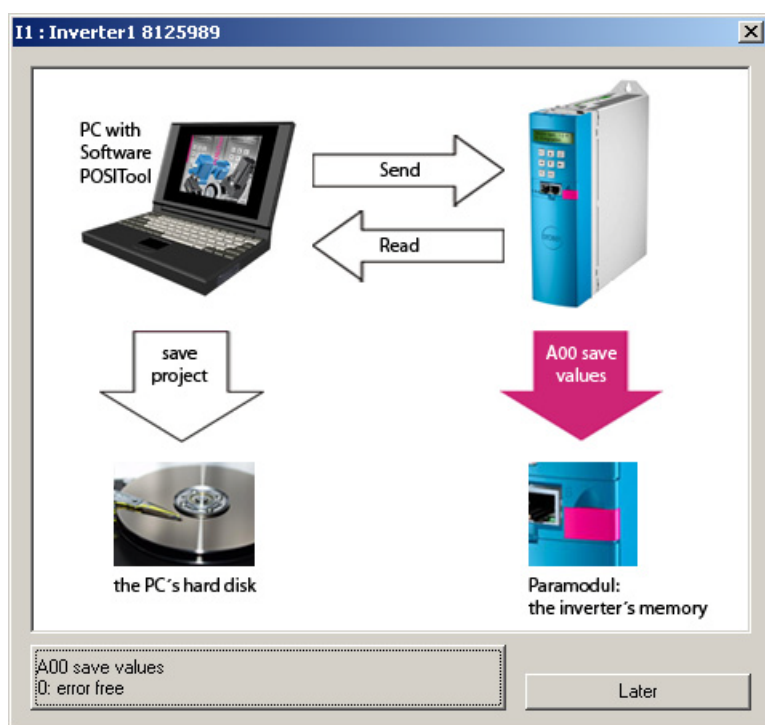 I1 : Inverter1 8125989
PC with
Software
POSITool
Send
Read
save
project
A00 save
values
the PC´s hard disk
Paramodul:
the inverter´s memory
A00 save values
0: error free
Later